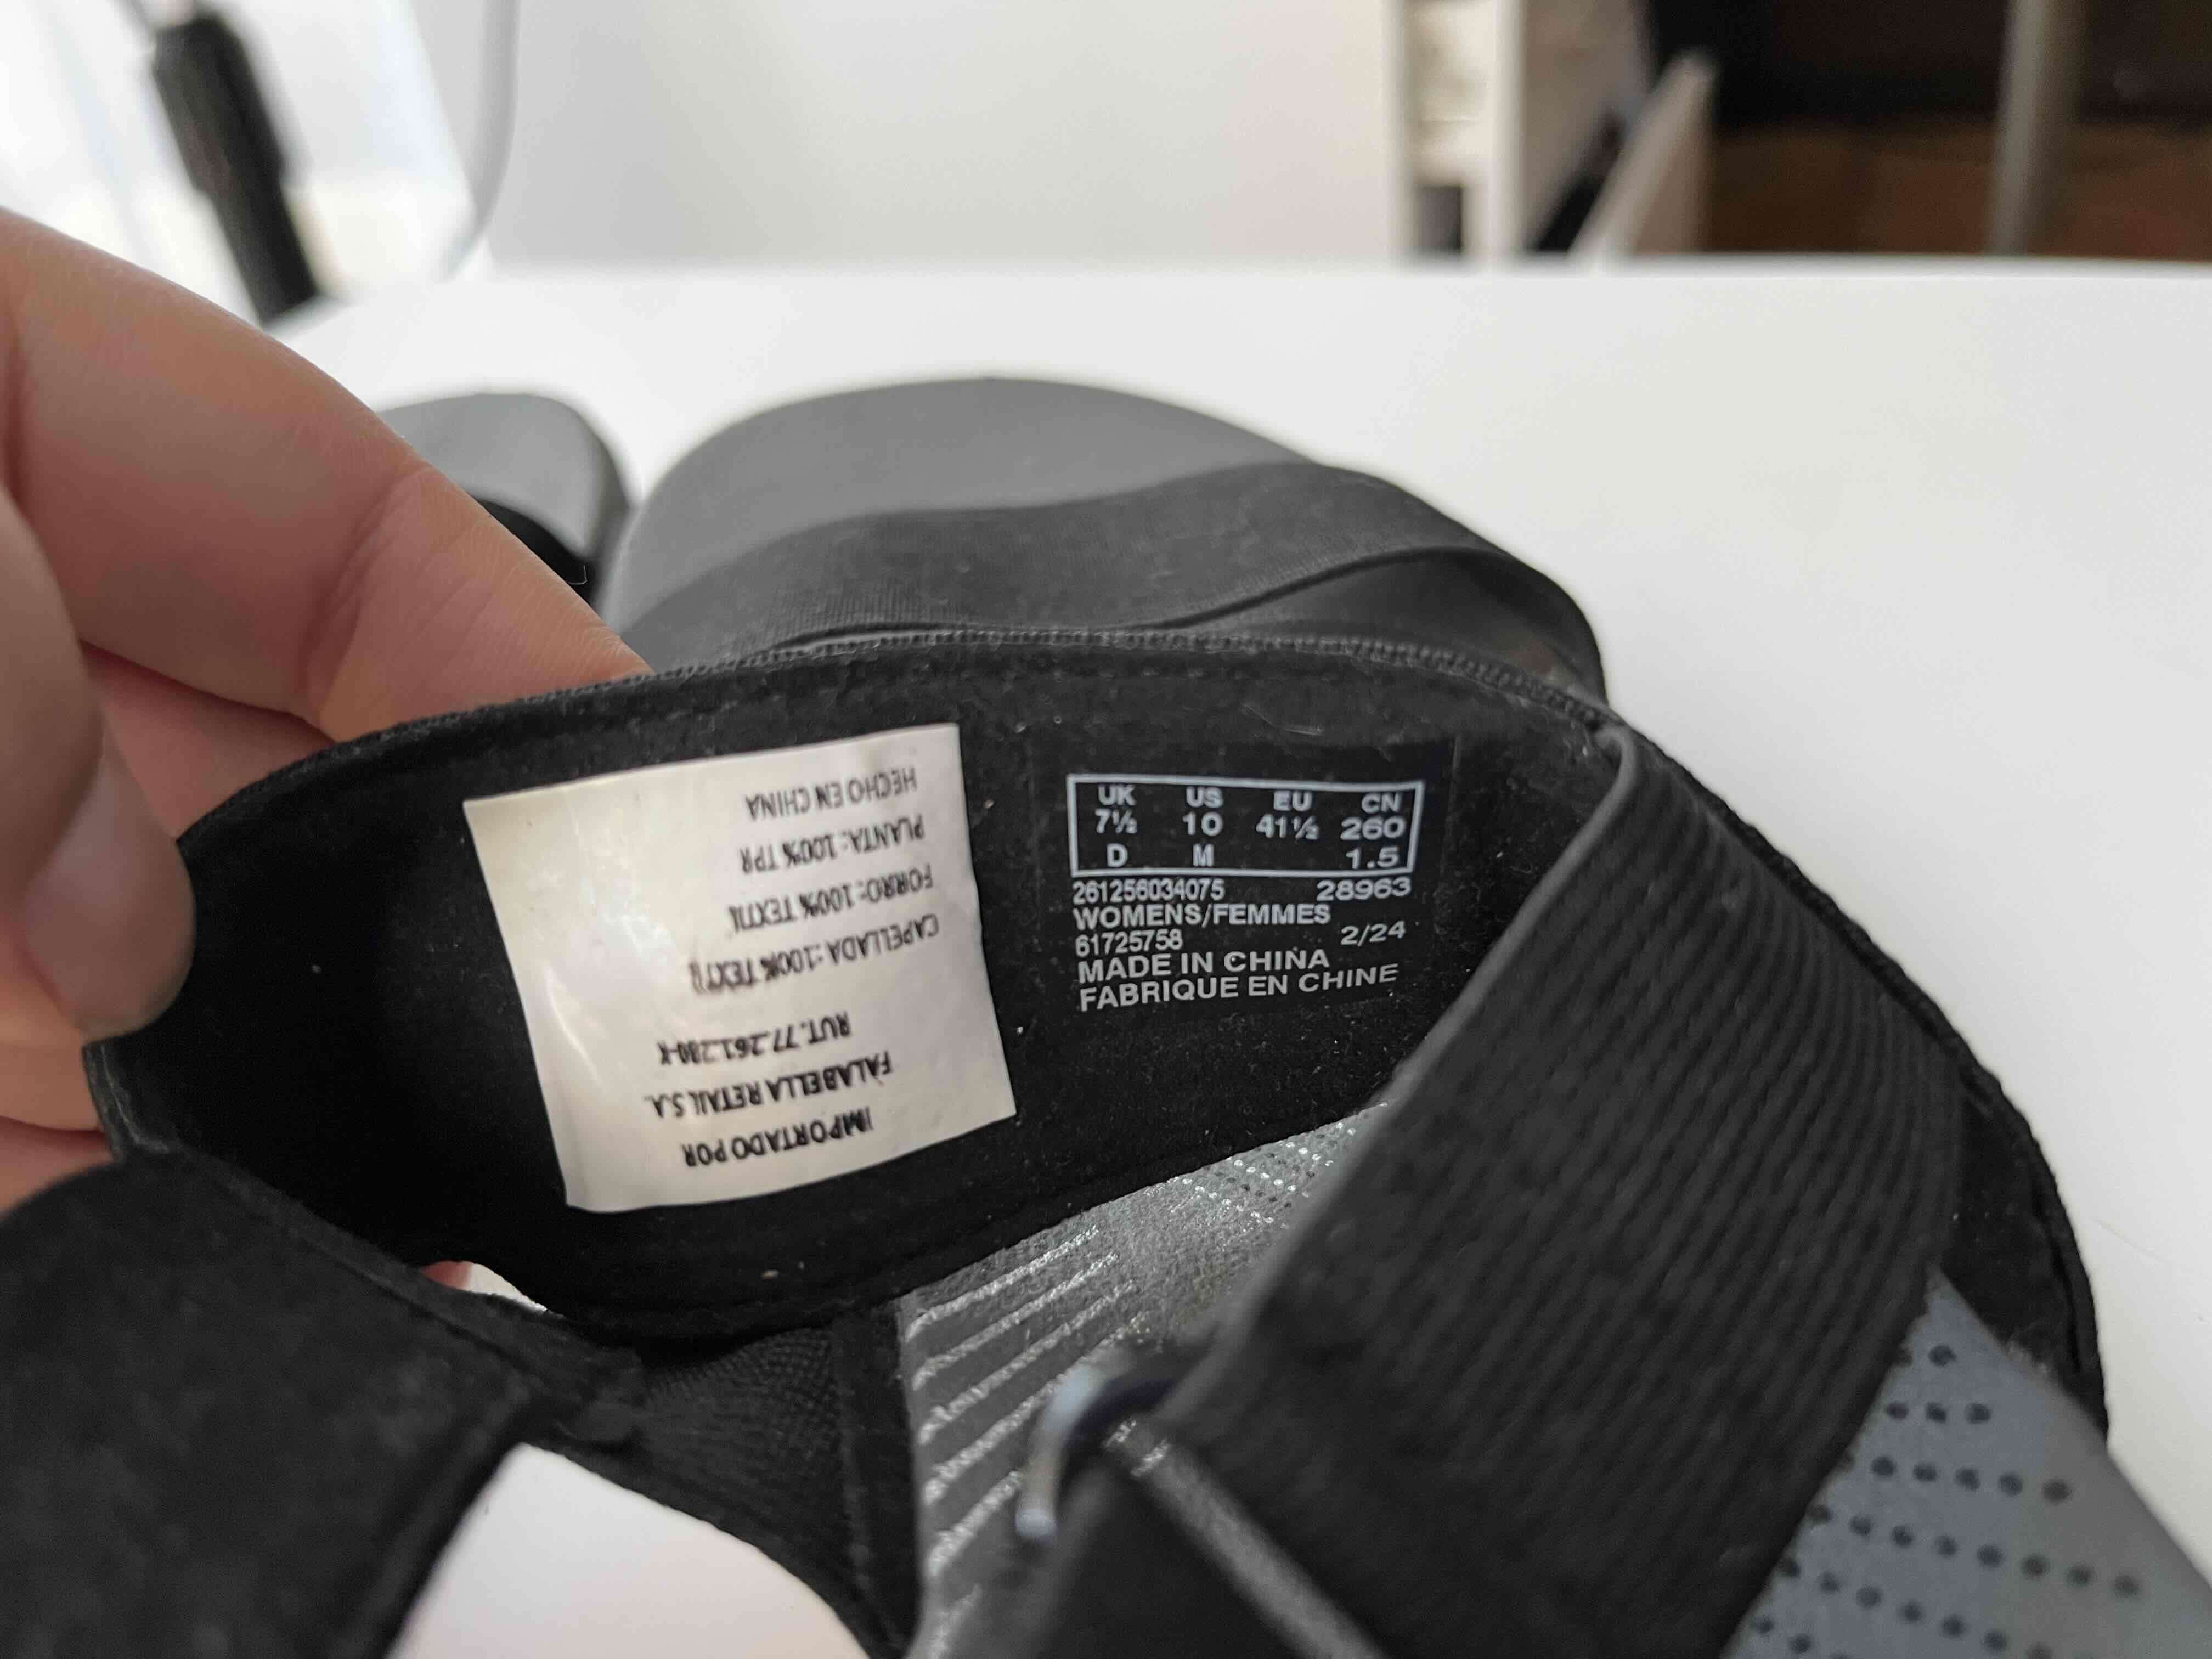 IMPORTADO POR
FALABELLA RETAIL S.A.
RUT. 77.261.280-K
CAPELLADA: 100% TEXTIL
FORRO: 100% TEXTIL
PLANTA: 100% TPR
HECHO EN CHINA
UK US EU CN
7½ 10 41½ 260
D M 1.5
261256034075 28963
WOMENS/FEMMES
61725758 2/24
MADE IN CHINA
FABRIQUE EN CHINE